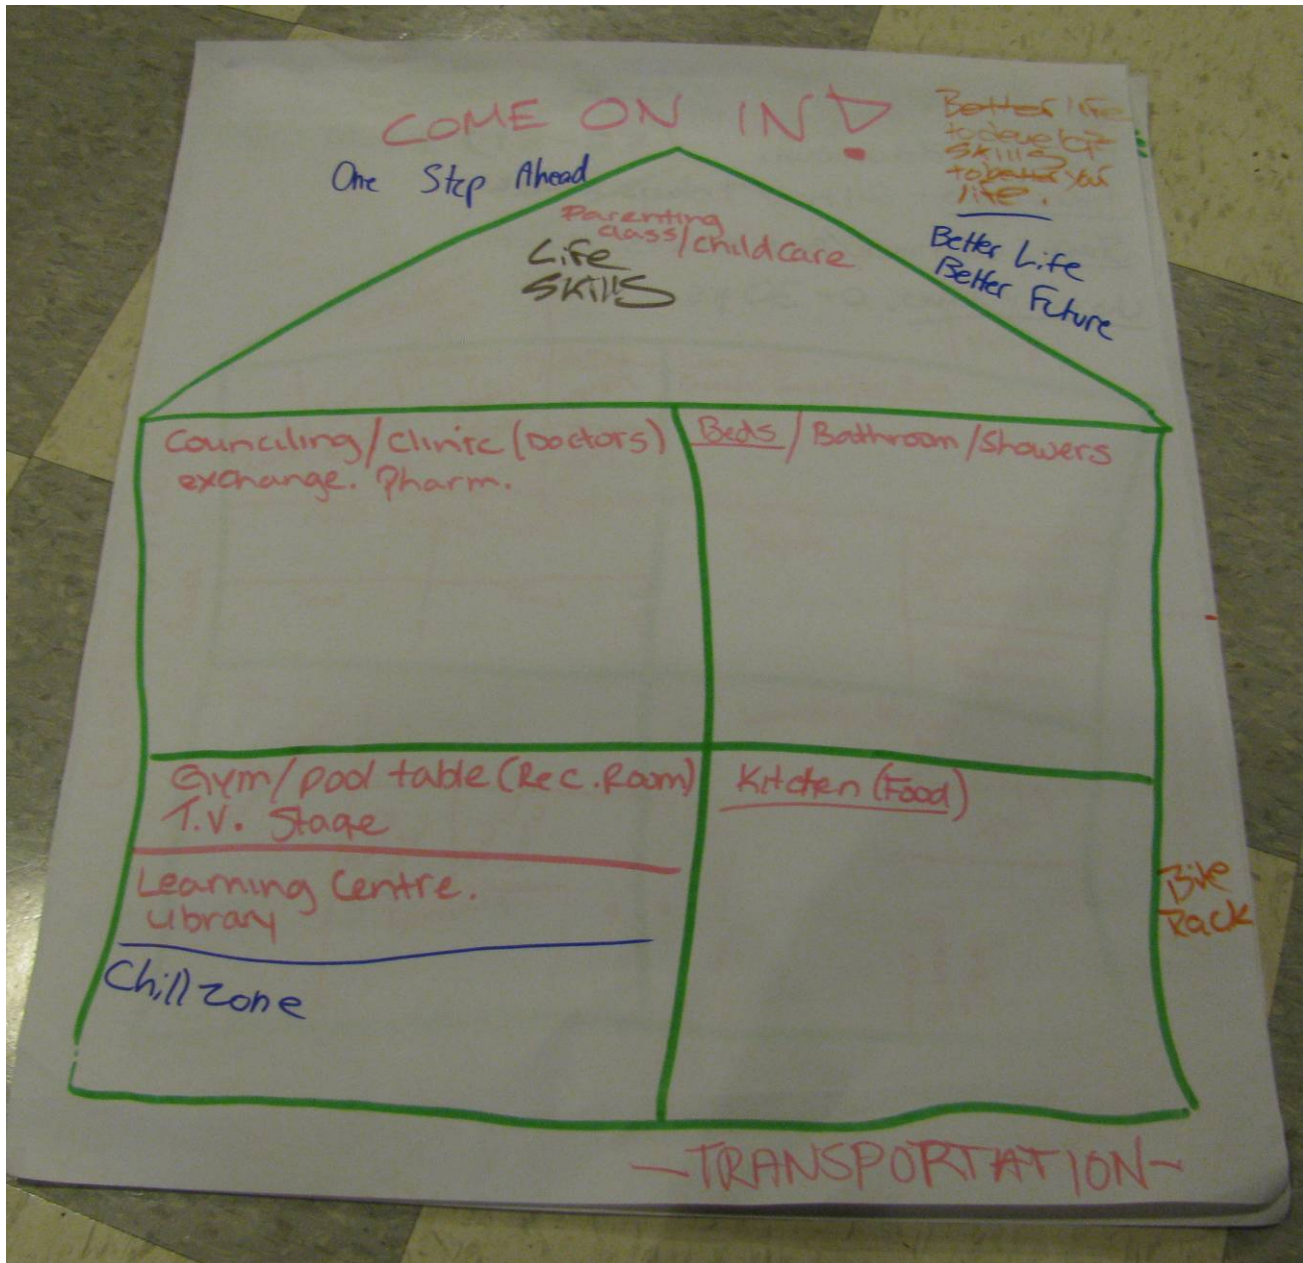 COME ON IN!
One Step Ahead
Better life
to develop
SKIlls
to better your
life.
Better Life
Better Future
Parenting
class/childcare
Life
SKillS
Counciling/clinic (Doctors)
exchange. Pharm.
Beds / Bathroom / Showers
Gym/pool table (Rec. Room)
T.V. Stage
Learning Centre.
Library
Chill zone
Kitchen (Food)
Bike
Rack
-TRANSPORTATION-